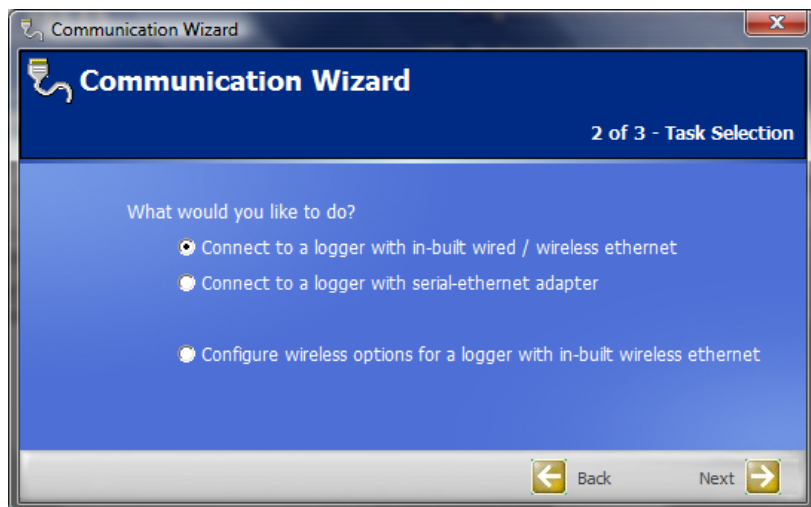 Communication Wizard
Communication Wizard
2 of 3 - Task Selection
What would you like to do?
Connect to a logger with in-built wired / wireless ethernet
Connect to a logger with serial-ethernet adapter
Configure wireless options for a logger with in-built wireless ethernet
Back Next